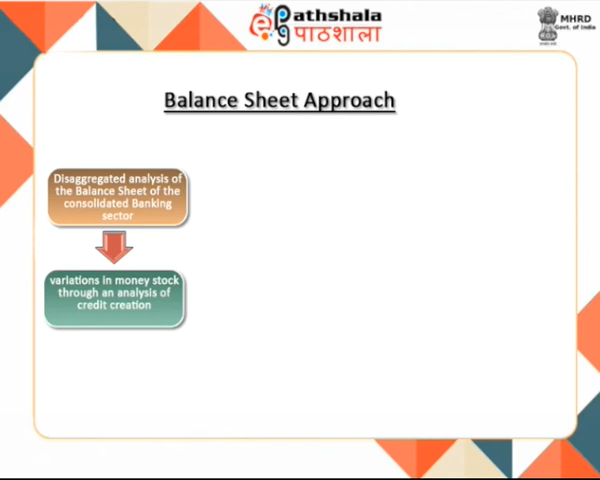 ePathshala
पाठशाला
MHRD
Govt. of India
Balance Sheet Approach
Disaggregated analysis of
the Balance Sheet of the
consolidated Banking
sector
variations in money stock
through an analysis of
credit creation